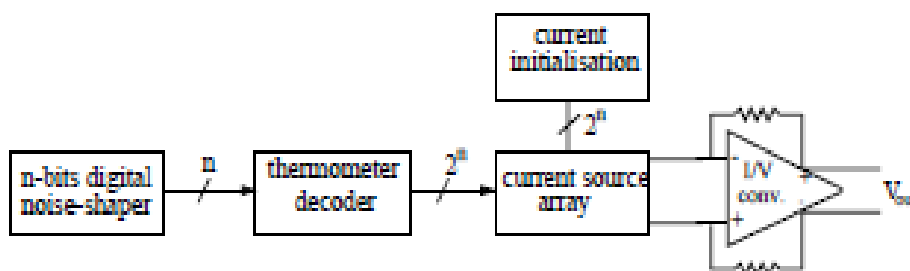 current
initialisation
2ⁿ
n-bits digital
noise-shaper
n
thermometer
decoder
2ⁿ
current source
array
- +
I/V
conv.
+ -